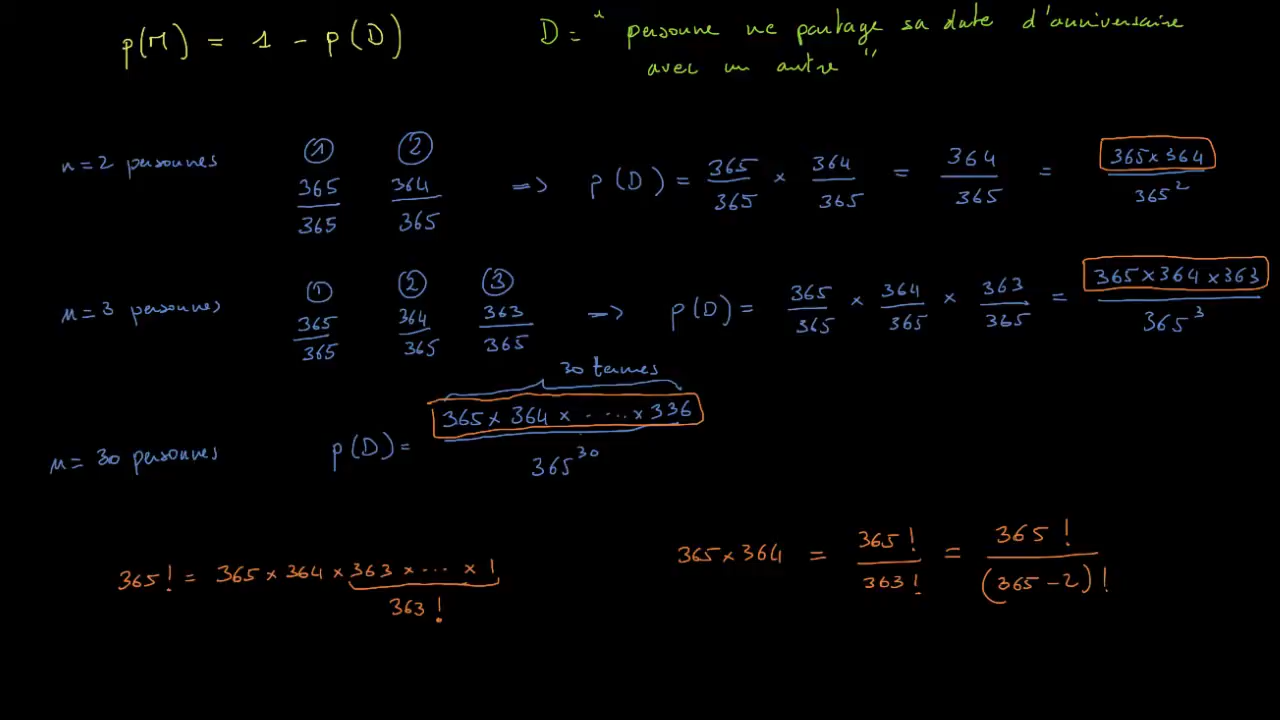 p(M) = 1 - p(D)
D = " personne ne partage sa date d'anniversaire
avec un autre "
n = 2 personnes ① 365/365 ② 364/365 => p(D) = 365/365 × 364/365 = 364/365 = 365×364/365²
n = 3 personnes ① 365/365 ② 364/365 ③ 363/365 -> p(D) = 365/365 × 364/365 × 363/365 = 365×364×363/365³
30 termes
n = 30 personnes p(D) = 365×364×.....×336/365³⁰
365! = 365×364×363×...×1
363!
365×364 = 365!/363! = 365!/(365-2)!